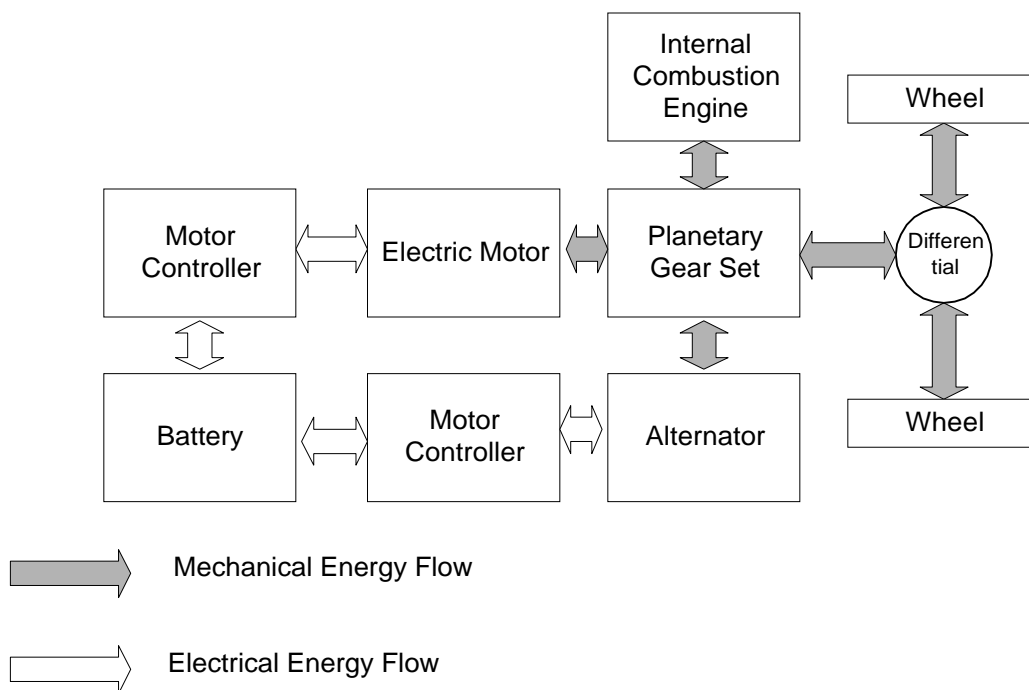 Internal
Combustion
Engine
Wheel
Motor
Controller
Electric Motor
Planetary
Gear Set
Differen
tial
Battery
Motor
Controller
Alternator
Wheel
Mechanical Energy Flow
Electrical Energy Flow